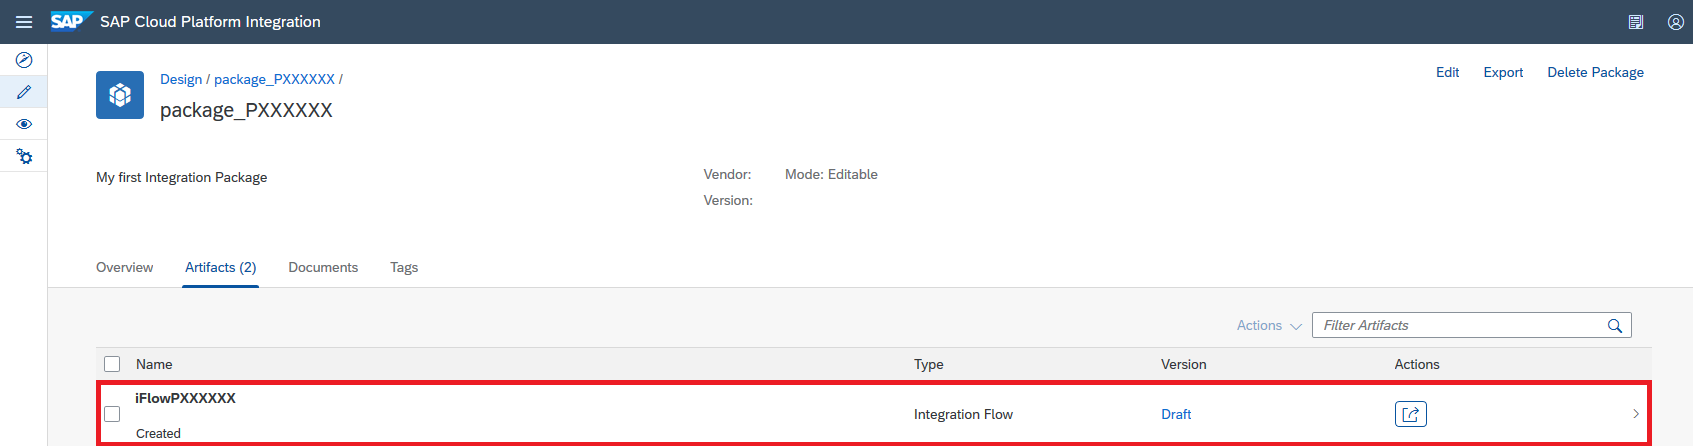 SAP SAP Cloud Platform Integration
Design / package_PXXXXXX /
Edit Export Delete Package
package_PXXXXXX
My first Integration Package
Vendor: Mode: Editable
Version:
Overview Artifacts (2) Documents Tags
Actions Filter Artifacts
Name Type Version Actions
iFlowPXXXXXX
Integration Flow Draft
Created